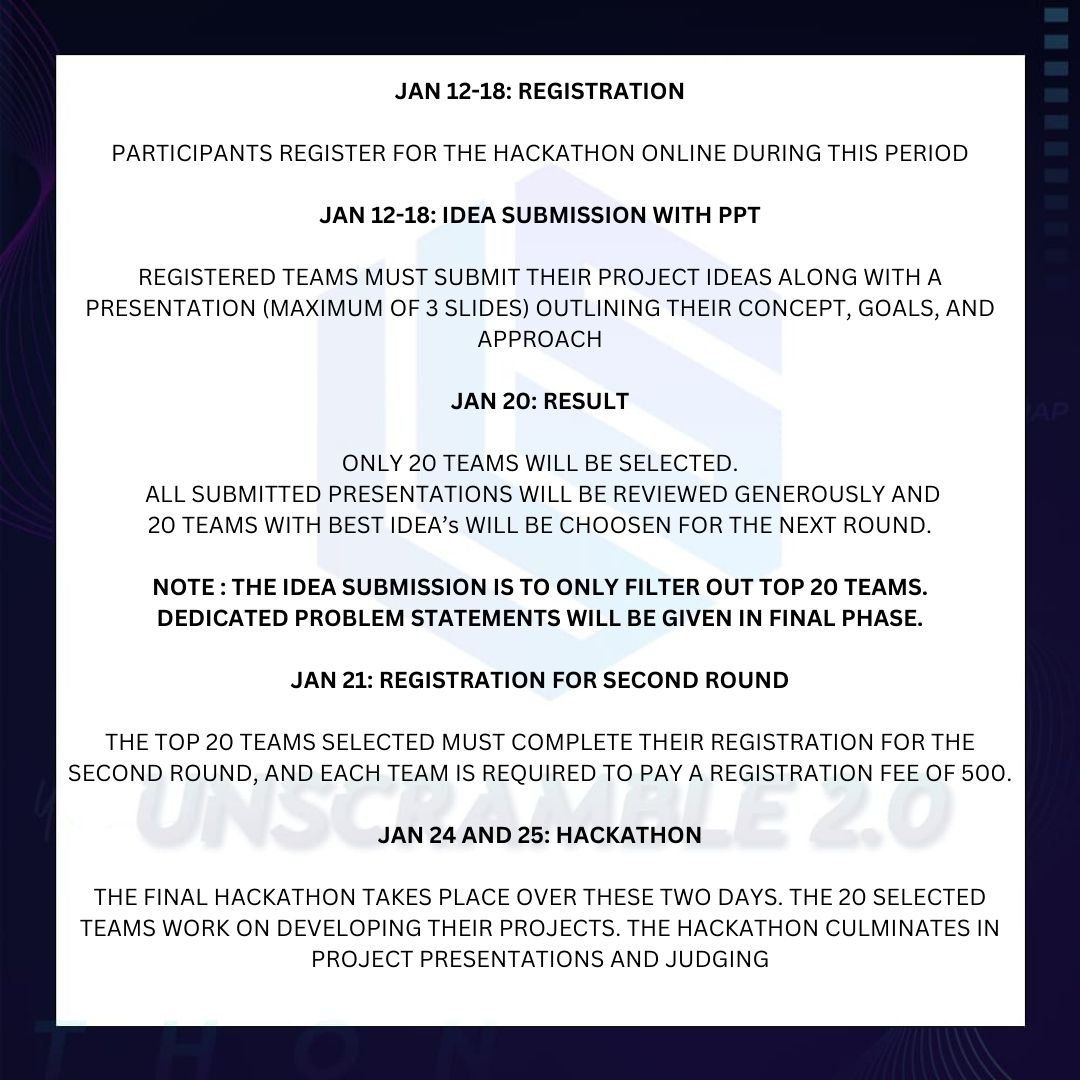 JAN 12-18: REGISTRATION
PARTICIPANTS REGISTER FOR THE HACKATHON ONLINE DURING THIS PERIOD
JAN 12-18: IDEA SUBMISSION WITH PPT
REGISTERED TEAMS MUST SUBMIT THEIR PROJECT IDEAS ALONG WITH A
PRESENTATION (MAXIMUM OF 3 SLIDES) OUTLINING THEIR CONCEPT, GOALS, AND
APPROACH
JAN 20: RESULT
ONLY 20 TEAMS WILL BE SELECTED.
ALL SUBMITTED PRESENTATIONS WILL BE REVIEWED GENEROUSLY AND
20 TEAMS WITH BEST IDEA's WILL BE CHOOSEN FOR THE NEXT ROUND.
NOTE : THE IDEA SUBMISSION IS TO ONLY FILTER OUT TOP 20 TEAMS.
DEDICATED PROBLEM STATEMENTS WILL BE GIVEN IN FINAL PHASE.
JAN 21: REGISTRATION FOR SECOND ROUND
THE TOP 20 TEAMS SELECTED MUST COMPLETE THEIR REGISTRATION FOR THE
SECOND ROUND, AND EACH TEAM IS REQUIRED TO PAY A REGISTRATION FEE OF 500.
UNSCRAMBLE 2.0
JAN 24 AND 25: HACKATHON
THE FINAL HACKATHON TAKES PLACE OVER THESE TWO DAYS. THE 20 SELECTED
TEAMS WORK ON DEVELOPING THEIR PROJECTS. THE HACKATHON CULMINATES IN
PROJECT PRESENTATIONS AND JUDGING
T H O N